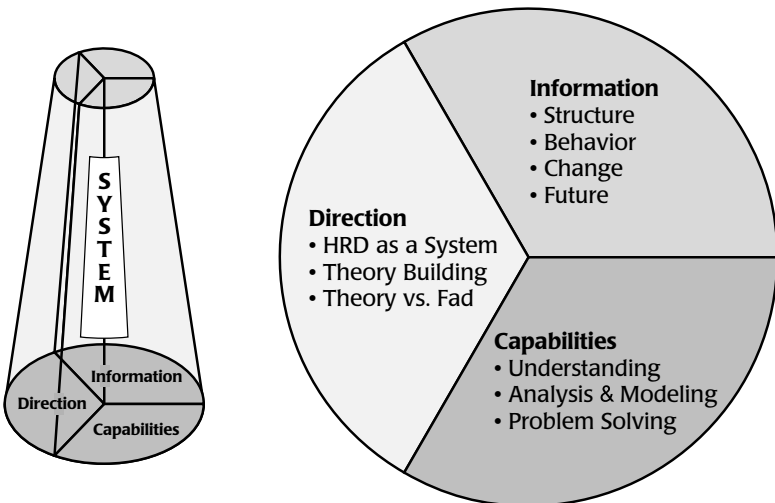 SYSTEM
Information
Direction
Capabilities
Information
• Structure
• Behavior
• Change
• Future
Direction
• HRD as a System
• Theory Building
• Theory vs. Fad
Capabilities
• Understanding
• Analysis & Modeling
• Problem Solving